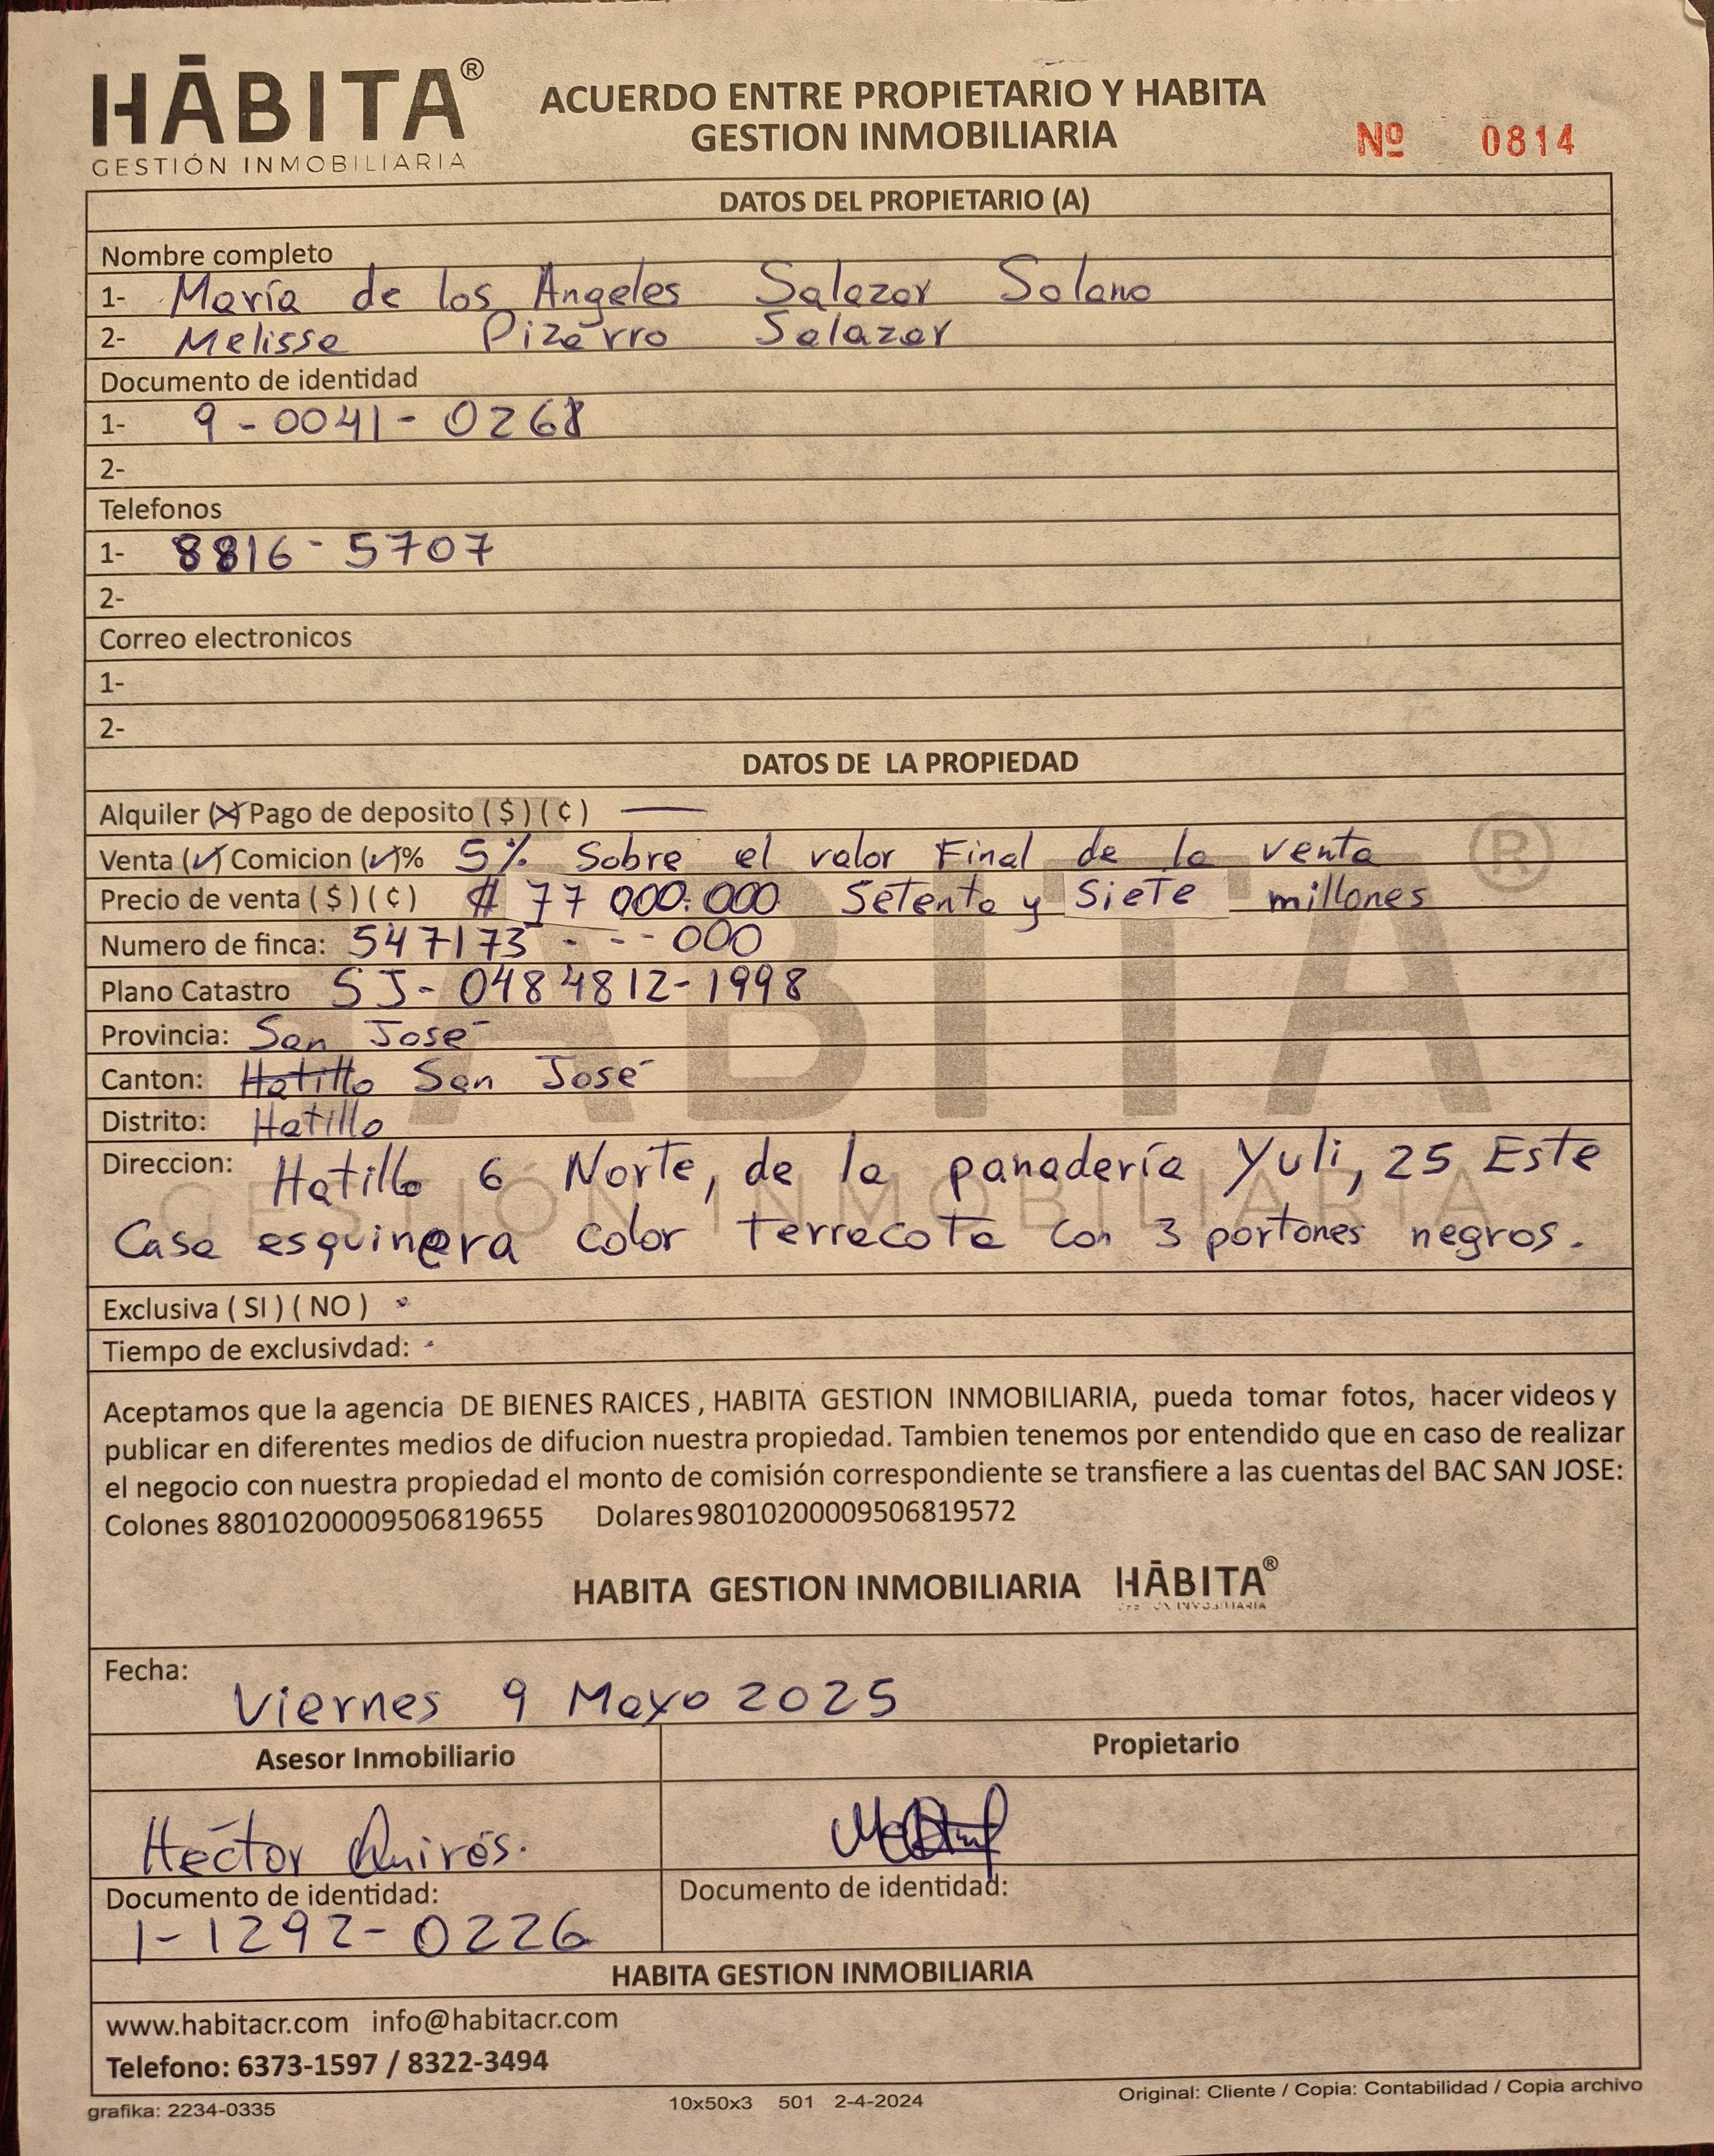 HĀBITA®
GESTIÓN INMOBILIARIA
ACUERDO ENTRE PROPIETARIO Y HABITA
GESTION INMOBILIARIA
Nº 0814
DATOS DEL PROPIETARIO (A)
Nombre completo
1- María de los Angeles Salazar Solano
2- Melissa Pizarro Salazar
Documento de identidad
1- 9-0041-0268
2-
Telefonos
1- 8816-5707
2-
Correo electronicos
1-
2-
DATOS DE LA PROPIEDAD
Alquiler (X) Pago de deposito ( $ ) ( ¢ ) —
Venta (✓) Comicion (✓)% 5% Sobre el valor Final de la venta
Precio de venta ( $ ) ( ¢ ) ₡ 77 000.000 Setenta y Siete millones
Numero de finca: 547173 - -- 000
Plano Catastro SJ- 0484812-1998
Provincia: San José
Canton: Hatillo San José
Distrito: Hatillo
Direccion: Hatillo 6 Norte, de la panadería Yuli, 25 Este
Casa esquinera color terracota con 3 portones negros.
Exclusiva ( SI ) ( NO )
Tiempo de exclusivdad:
Aceptamos que la agencia DE BIENES RAICES , HABITA GESTION INMOBILIARIA, pueda tomar fotos, hacer videos y
publicar en diferentes medios de difucion nuestra propiedad. Tambien tenemos por entendido que en caso de realizar
el negocio con nuestra propiedad el monto de comisión correspondiente se transfiere a las cuentas del BAC SAN JOSE:
Colones 88010200009506819655 Dolares 98010200009506819572
HABITA GESTION INMOBILIARIA HĀBITA®
Fecha:
Viernes 9 Mayo 2025
Asesor Inmobiliario
Propietario
Héctor Quirós.
Documento de identidad:
1-1292-0226
Documento de identidad:
HABITA GESTION INMOBILIARIA
www.habitacr.com info@habitacr.com
Telefono: 6373-1597 / 8322-3494
grafika: 2234-0335
10x50x3 501 2-4-2024
Original: Cliente / Copia: Contabilidad / Copia archivo